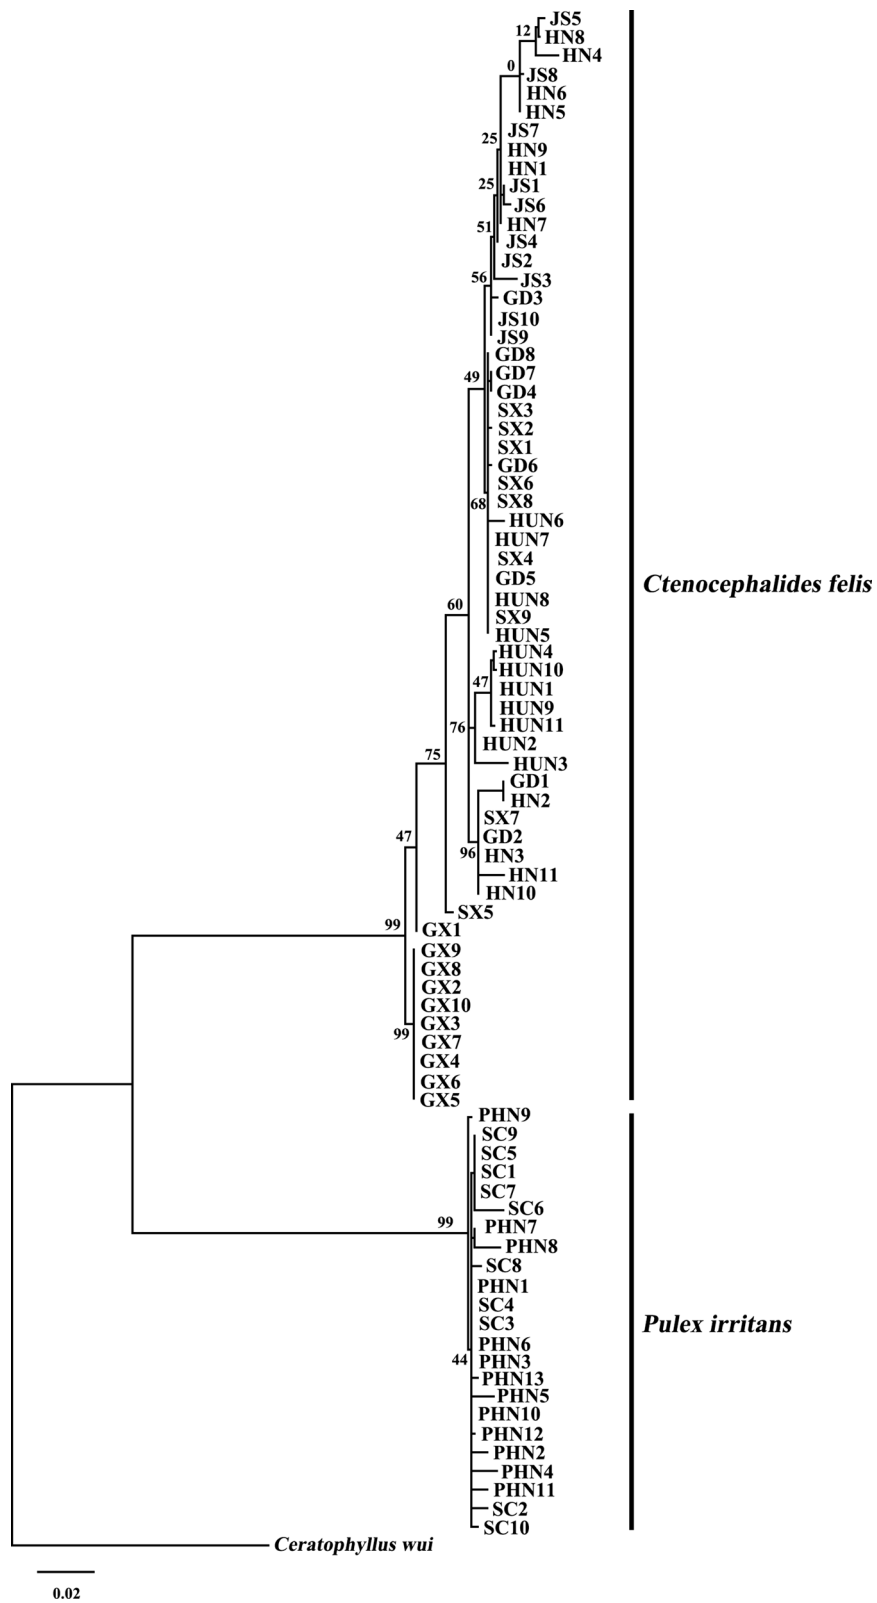 JS5
12
HN8
HN4
0
JS8
HN6
HN5
JS7
25
HN9
HN1
25
JS1
JS6
HN7
51
JS4
JS2
56
JS3
GD3
JS10
JS9
GD8
49
GD7
GD4
SX3
SX2
SX1
GD6
SX6
SX8
68
HUN6
HUN7
SX4
GD5
Ctenocephalides felis
HUN8
60
SX9
HUN5
HUN4
HUN10
47
HUN1
HUN9
HUN11
76
HUN2
75
HUN3
GD1
HN2
SX7
47
GD2
96
HN3
HN11
HN10
SX5
99
GX1
GX9
GX8
GX2
GX10
GX3
99
GX7
GX4
GX6
GX5
PHN9
SC9
SC5
SC1
SC7
SC6
99
PHN7
PHN8
SC8
PHN1
SC4
SC3
Pulex irritans
PHN6
44
PHN3
PHN13
PHN5
PHN10
PHN12
PHN2
PHN4
PHN11
SC2
SC10
Ceratophyllus wui
0.02